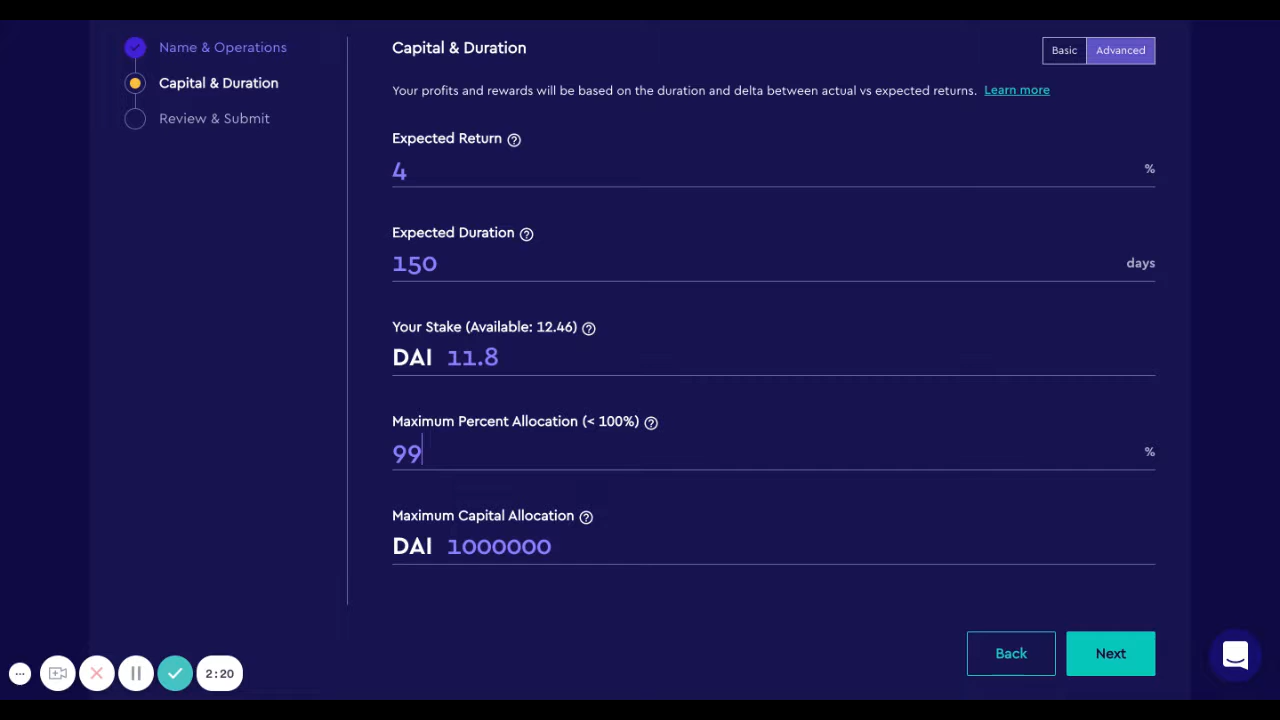 Name & Operations
Capital & Duration
Review & Submit
Capital & Duration
Basic
Advanced
Your profits and rewards will be based on the duration and delta between actual vs expected returns. Learn more
Expected Return ?
4 %
Expected Duration ?
150 days
Your Stake (Available: 12.46) ?
DAI 11.8
Maximum Percent Allocation (< 100%) ?
99 %
Maximum Capital Allocation ?
DAI 1000000
Back
Next
2:20